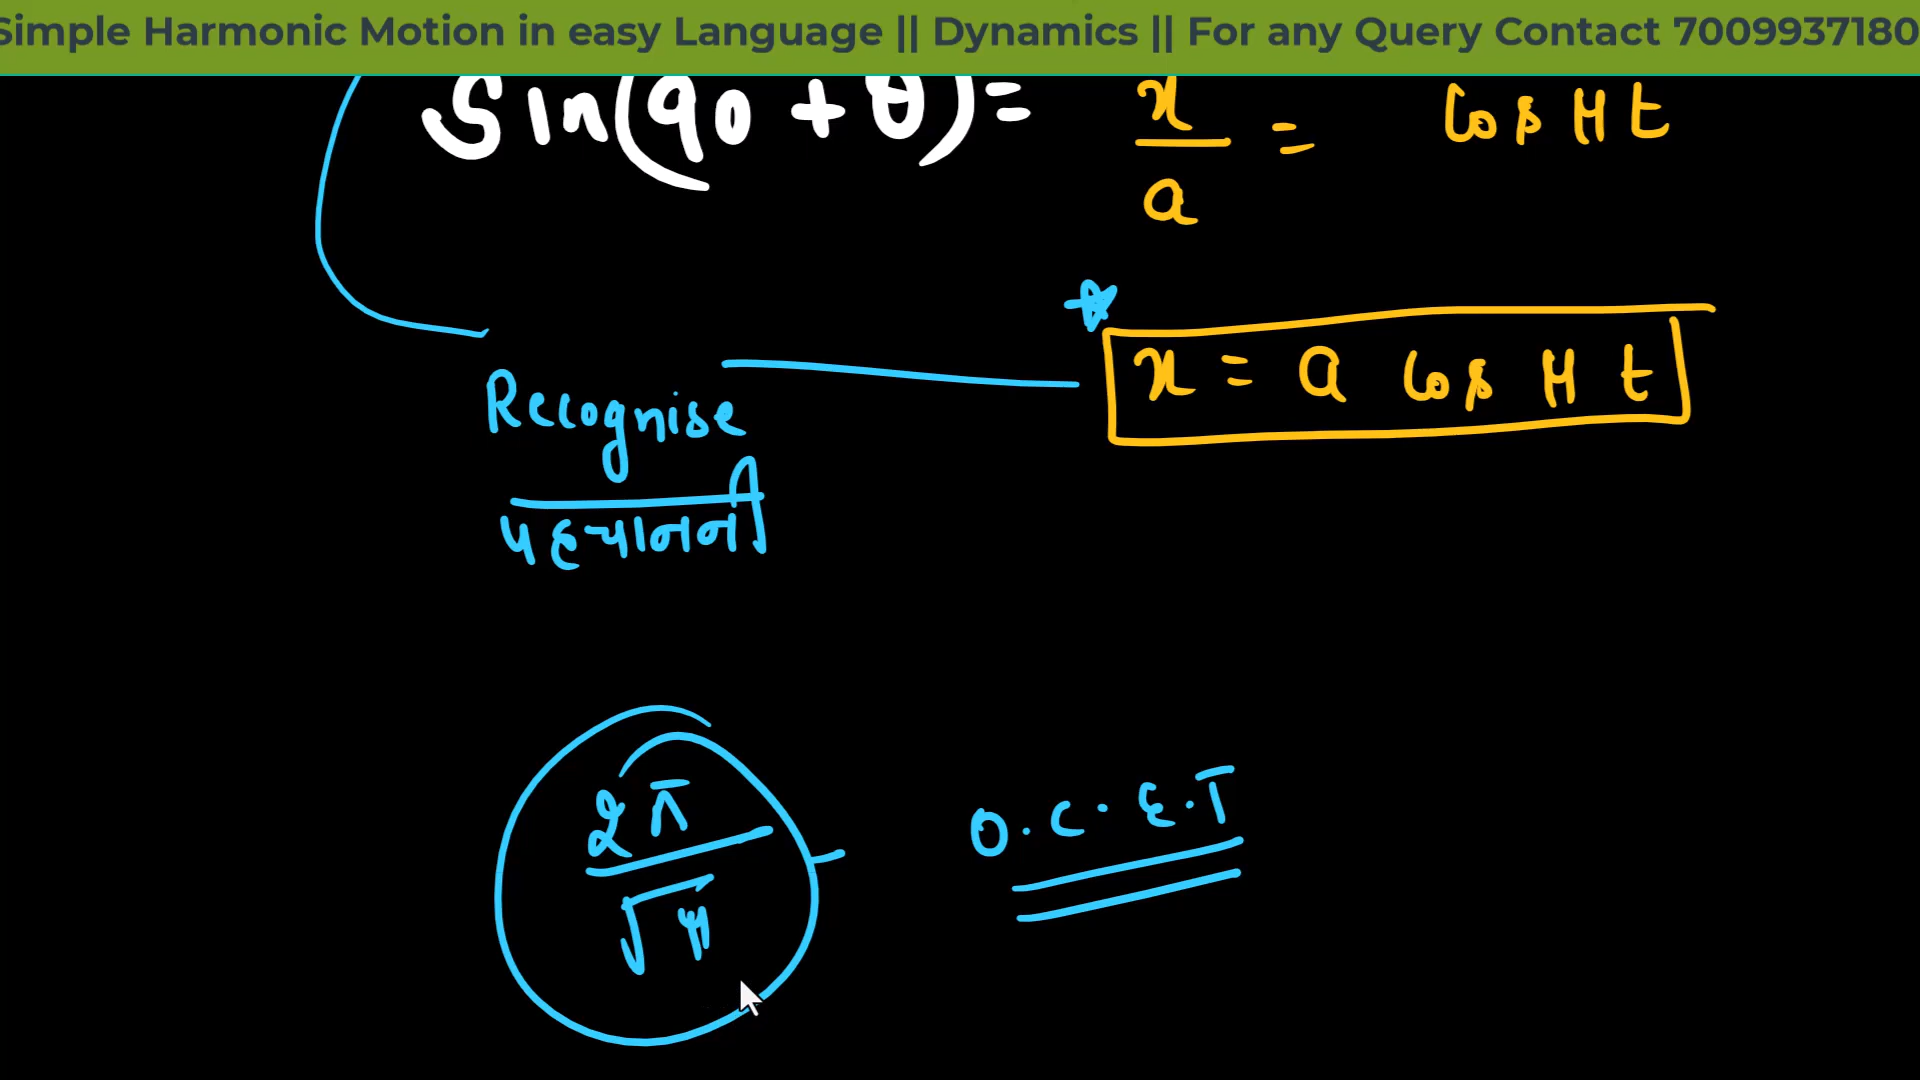 Simple Harmonic Motion in easy Language || Dynamics || For any Query Contact 7009937180
Sin(90 + θ) = x/a = Cos μ t
x = a Cos μ t
Recognise
पहचानना
2π
√μ
O.C.E.T